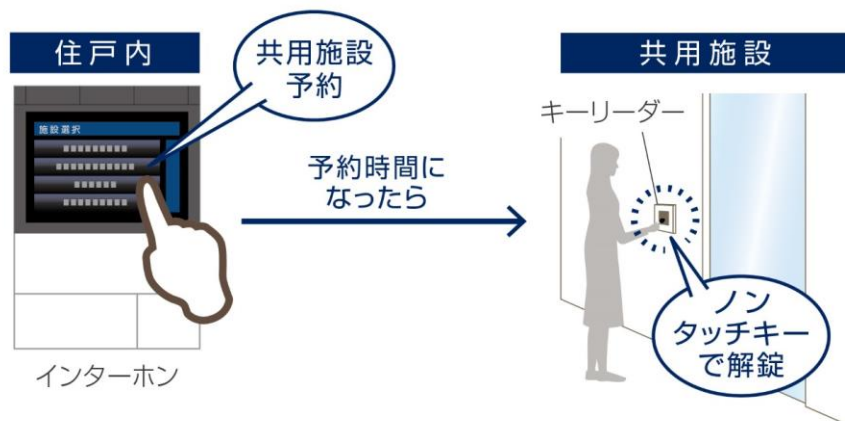 住戸内
共用施設
予約
施設選択
インターホン
予約時間に
なったら
共用施設
キーリーダー
ノン
タッチキー
で解錠